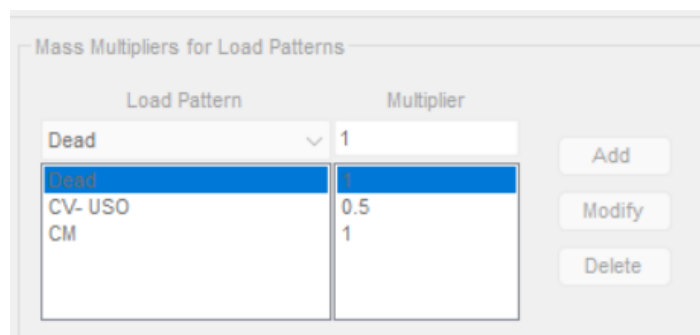 Mass Multipliers for Load Patterns
Load Pattern Multiplier
Dead 1
Add
Dead 1
CV- USO 0.5
Modify
CM 1
Delete